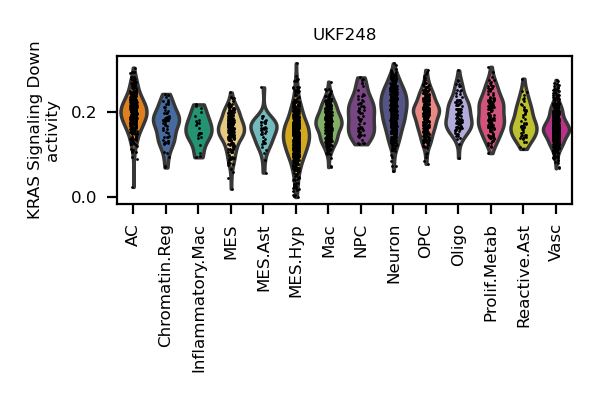 UKF248
KRAS Signaling Down
activity
0.2
0.0
AC
Chromatin.Reg
Inflammatory.Mac
MES
MES.Ast
MES.Hyp
Mac
NPC
Neuron
OPC
Oligo
Prolif.Metab
Reactive.Ast
Vasc